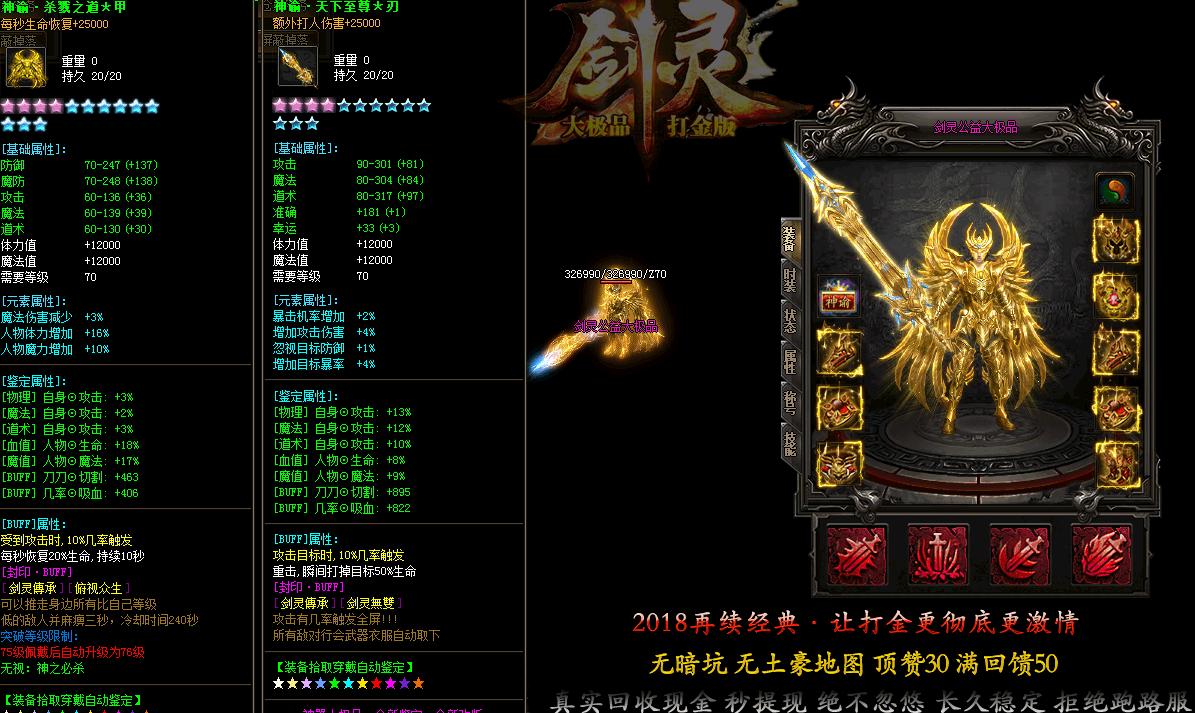 神谕·杀戮之道★甲
每秒生命恢复+25000
蔽掉落
重量 0
持久 20/20
[基础属性]:
防御 70-247 (+137)
魔防 70-248 (+138)
攻击 60-136 (+36)
魔法 60-139 (+39)
道术 60-130 (+30)
体力值 +12000
魔法值 +12000
需要等级 70
[元素属性]:
魔法伤害减少 +3%
人物体力增加 +16%
人物魔力增加 +10%
[鉴定属性]:
[物理] 自身⊙攻击: +3%
[魔法] 自身⊙攻击: +2%
[道术] 自身⊙攻击: +3%
[血值] 人物⊙生命: +18%
[魔值] 人物⊙魔法: +17%
[BUFF] 刀刀⊙切割: +463
[BUFF] 几率⊙吸血: +406
[BUFF]属性:
受到攻击时,10%几率触发
每秒恢复20%生命,持续10秒
[封印·BUFF]
[剑灵傳承] [俯视众生]
可以推走身边所有比自己等级
低的敌人并麻痹三秒，冷却时间240秒
突破等级限制:
75级佩戴后自动升级为76级
无视: 神之必杀
【装备拾取穿戴自动鉴定】
神谕·天下至尊★刃
额外打人伤害+25000
屏蔽掉落
重量 0
持久 20/20
[基础属性]:
攻击 90-301 (+81)
魔法 80-304 (+84)
道术 80-317 (+97)
准确 +181 (+1)
幸运 +33 (+3)
体力值 +12000
魔法值 +12000
需要等级 70
[元素属性]:
暴击机率增加 +2%
增加攻击伤害 +4%
忽视目标防御 +1%
增加目标暴率 +4%
[鉴定属性]:
[物理] 自身⊙攻击: +13%
[魔法] 自身⊙攻击: +12%
[道术] 自身⊙攻击: +10%
[血值] 人物⊙生命: +8%
[魔值] 人物⊙魔法: +9%
[BUFF] 刀刀⊙切割: +895
[BUFF] 几率⊙吸血: +822
[BUFF]属性:
攻击目标时,10%几率触发
重击,瞬间打掉目标50%生命
[封印·BUFF]
[剑灵傳承] [剑灵無雙]
攻击有几率触发全屏!!!
所有敌对行会武器衣服自动取下
【装备拾取穿戴自动鉴定】
剑灵
大极品 打金版
326990/326990/Z70
剑灵公益大极品
剑灵公益大极品
装备
时装
状态
属性
称号
技能
神谕
2018再续经典·让打金更彻底更激情
无暗坑 无土豪地图 顶赞30 满回馈50
真实回收现金 秒提现 绝不忽悠 长久稳定 拒绝跑路服